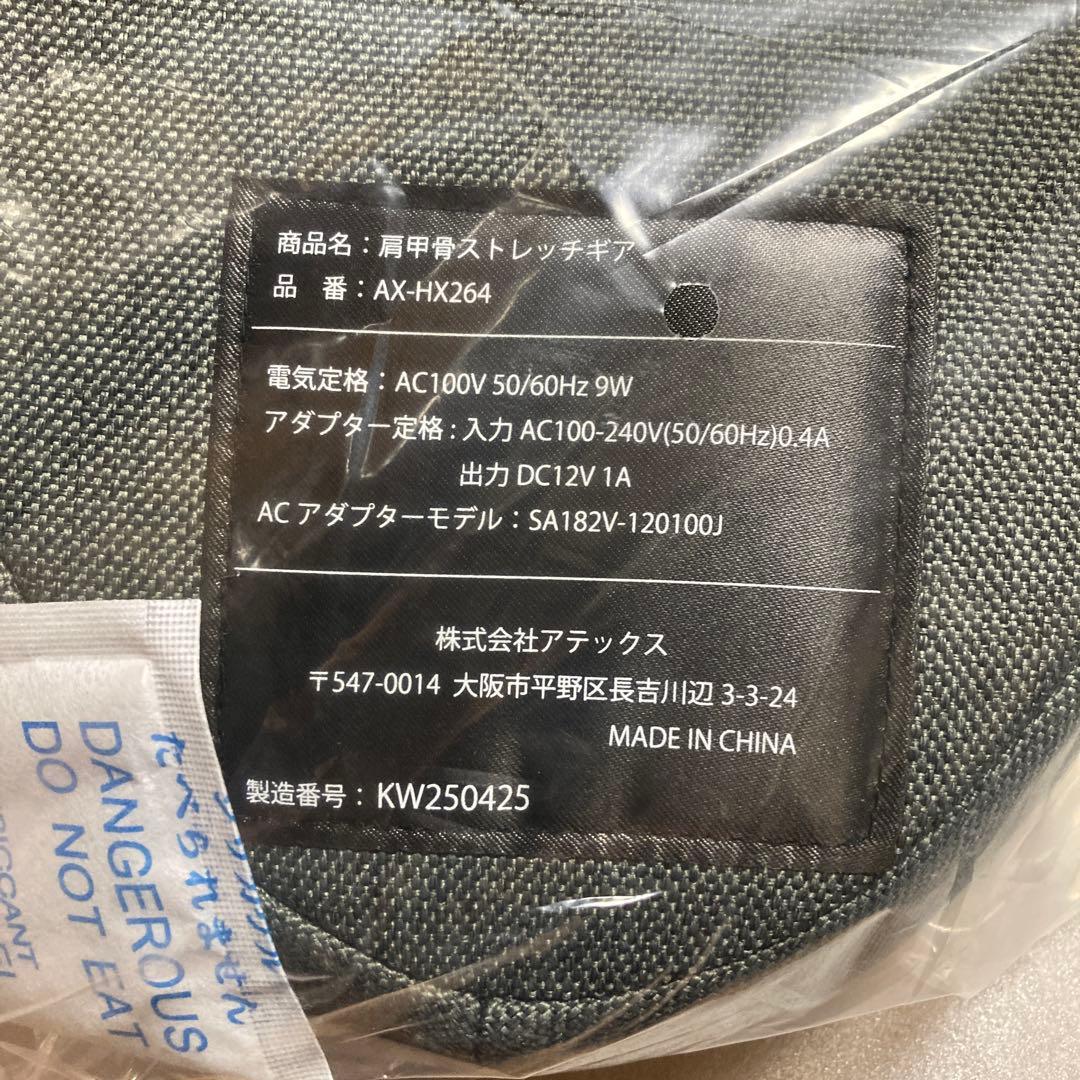 商品名：肩甲骨ストレッチギア
品　番：AX-HX264
電気定格：AC100V 50/60Hz 9W
アダプター定格：入力 AC100-240V(50/60Hz)0.4A
出力 DC12V 1A
AC アダプターモデル：SA182V-120100J
株式会社アテックス
〒547-0014 大阪市平野区長吉川辺 3-3-24
MADE IN CHINA
製造番号：KW250425
たべられません
DANGEROUS
DO NOT EAT